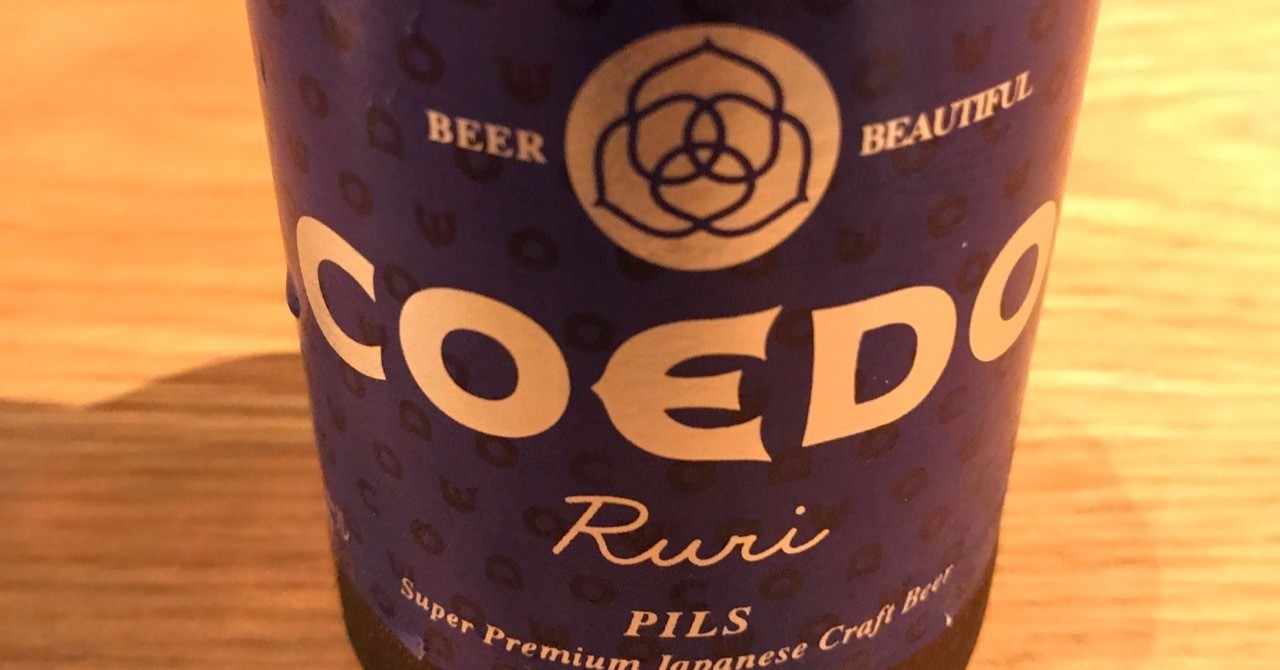 BEER BEAUTIFUL
COEDO
Ruri
PILS
Super Premium Japanese Craft Beer